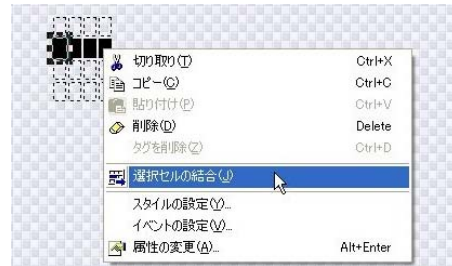 切り取り(T) Ctrl+X
コピー(C) Ctrl+C
貼り付け(P) Ctrl+V
削除(D) Delete
タグを削除(Z) Ctrl+D
選択セルの結合(J)
スタイルの設定(Y)...
イベントの設定(V)...
属性の変更(A)... Alt+Enter